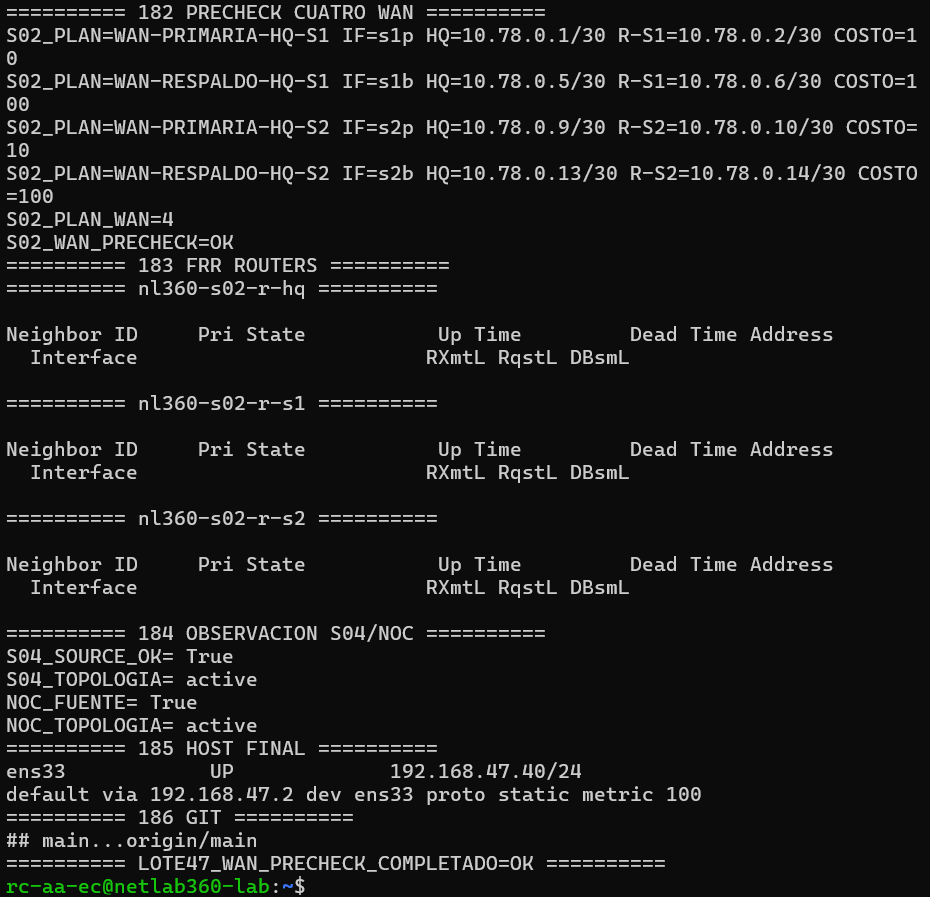 ========== 182 PRECHECK CUATRO WAN ==========
S02_PLAN=WAN-PRIMARIA-HQ-S1 IF=s1p HQ=10.78.0.1/30 R-S1=10.78.0.2/30 COSTO=1
0
S02_PLAN=WAN-RESPALDO-HQ-S1 IF=s1b HQ=10.78.0.5/30 R-S1=10.78.0.6/30 COSTO=1
00
S02_PLAN=WAN-PRIMARIA-HQ-S2 IF=s2p HQ=10.78.0.9/30 R-S2=10.78.0.10/30 COSTO=
10
S02_PLAN=WAN-RESPALDO-HQ-S2 IF=s2b HQ=10.78.0.13/30 R-S2=10.78.0.14/30 COSTO
=100
S02_PLAN_WAN=4
S02_WAN_PRECHECK=OK
========== 183 FRR ROUTERS ==========
========== nl360-s02-r-hq ==========

Neighbor ID     Pri State           Up Time         Dead Time Address
  Interface                        RXmtL RqstL DBsmL

========== nl360-s02-r-s1 ==========

Neighbor ID     Pri State           Up Time         Dead Time Address
  Interface                        RXmtL RqstL DBsmL

========== nl360-s02-r-s2 ==========

Neighbor ID     Pri State           Up Time         Dead Time Address
  Interface                        RXmtL RqstL DBsmL

========== 184 OBSERVACION S04/NOC ==========
S04_SOURCE_OK= True
S04_TOPOLOGIA= active
NOC_FUENTE= True
NOC_TOPOLOGIA= active
========== 185 HOST FINAL ==========
ens33            UP             192.168.47.40/24
default via 192.168.47.2 dev ens33 proto static metric 100
========== 186 GIT ==========
## main...origin/main
========== LOTE47_WAN_PRECHECK_COMPLETADO=OK ==========
rc-aa-ec@netlab360-lab:~$